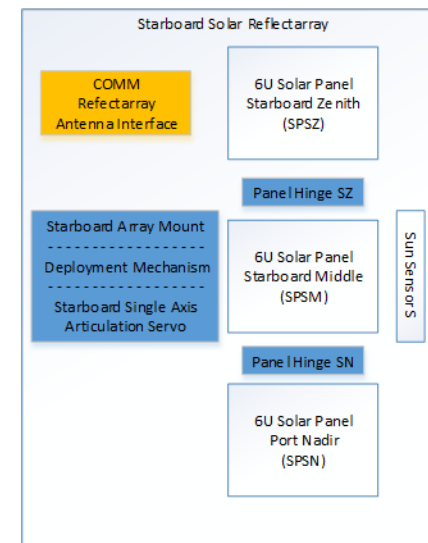 Starboard Solar Reflectarray
COMM
Refectarray
Antenna Interface
6U Solar Panel
Starboard Zenith
(SPSZ)
Panel Hinge SZ
Starboard Array Mount
Deployment Mechanism
Starboard Single Axis
Articulation Servo
6U Solar Panel
Starboard Middle
(SPSM)
Sun Sensors
Panel Hinge SN
6U Solar Panel
Port Nadir
(SPSN)